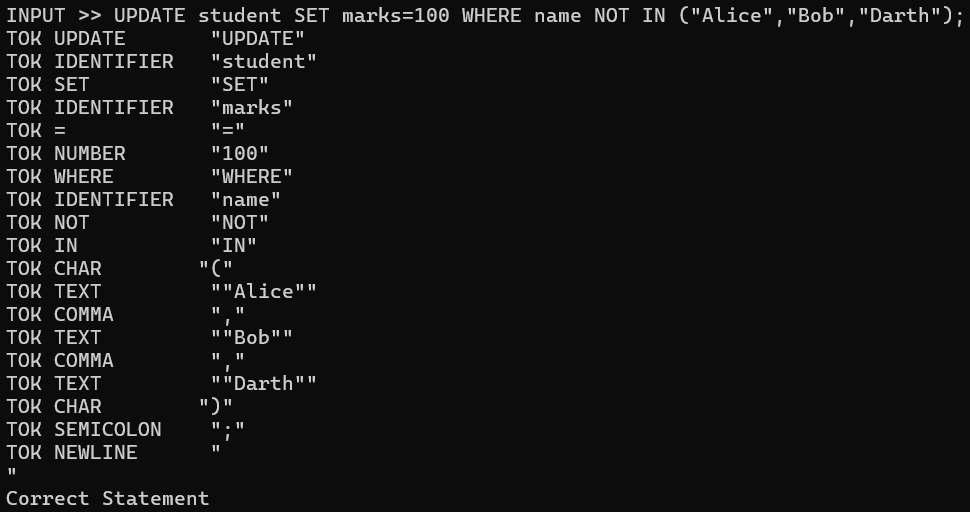 INPUT >> UPDATE student SET marks=100 WHERE name NOT IN ("Alice","Bob","Darth");
TOK UPDATE       "UPDATE"
TOK IDENTIFIER   "student"
TOK SET          "SET"
TOK IDENTIFIER   "marks"
TOK =            "="
TOK NUMBER       "100"
TOK WHERE        "WHERE"
TOK IDENTIFIER   "name"
TOK NOT          "NOT"
TOK IN           "IN"
TOK CHAR        "("
TOK TEXT         ""Alice""
TOK COMMA        ","
TOK TEXT         ""Bob""
TOK COMMA        ","
TOK TEXT         ""Darth""
TOK CHAR        ")"
TOK SEMICOLON    ";"
TOK NEWLINE      "
"
Correct Statement